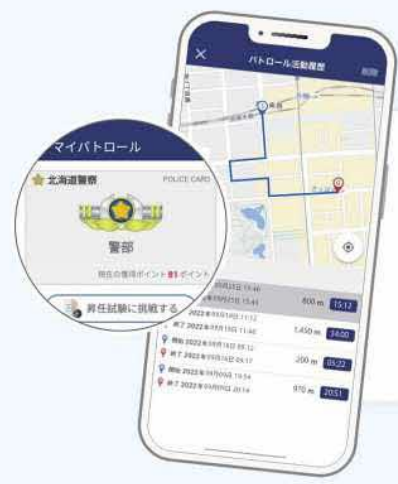 パトロール活動履歴
削除
マイパトロール
北海道警察
POLICE CARD
警部
現在の獲得ポイント 81 ポイント
昇任試験に挑戦する
800 m 15:12
終了 2022年09月19日 11:46
1,450 m 34:00
開始 2022年09月16日 09:12
終了 2022年09月16日 09:17
200 m 05:22
開始 2022年09月09日 19:54
終了 2022年09月09日 20:14
970 m 20:51